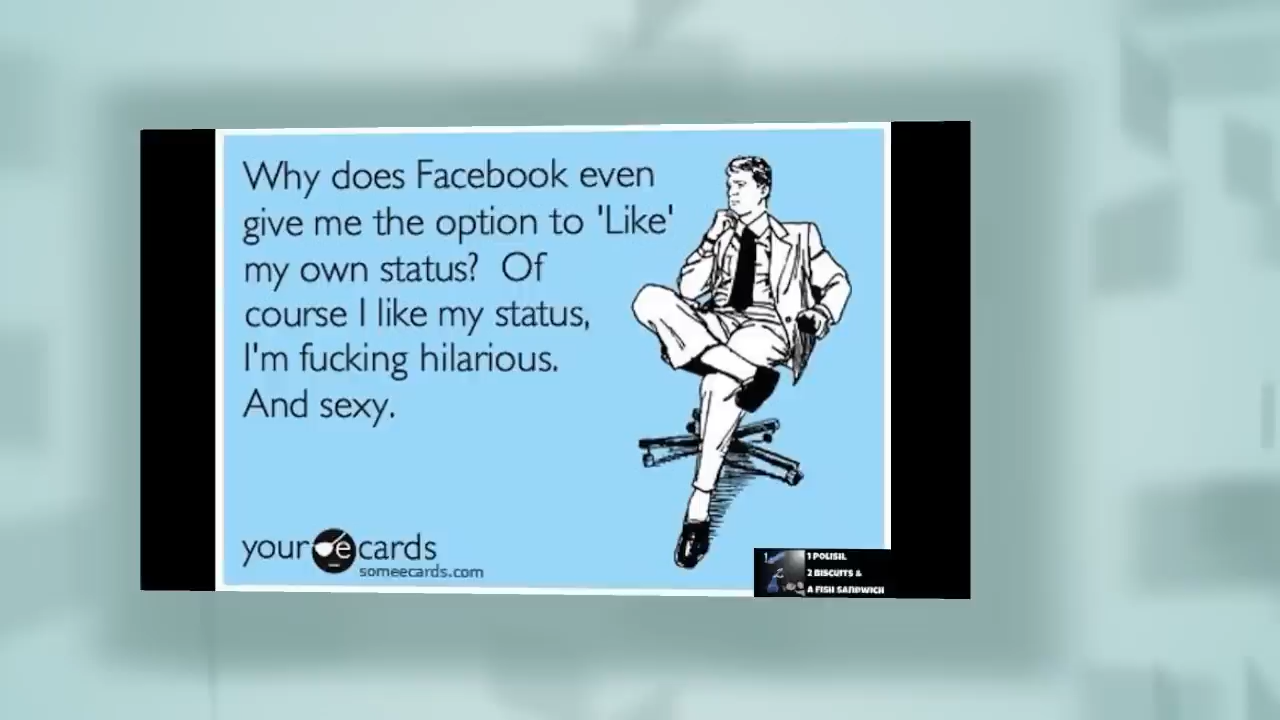 Why does Facebook even
give me the option to 'Like'
my own status? Of
course I like my status,
I'm fucking hilarious.
And sexy.
your e cards
someecards.com
1 POLISH,
2 BISCUITS &
A FISH SANDWICH